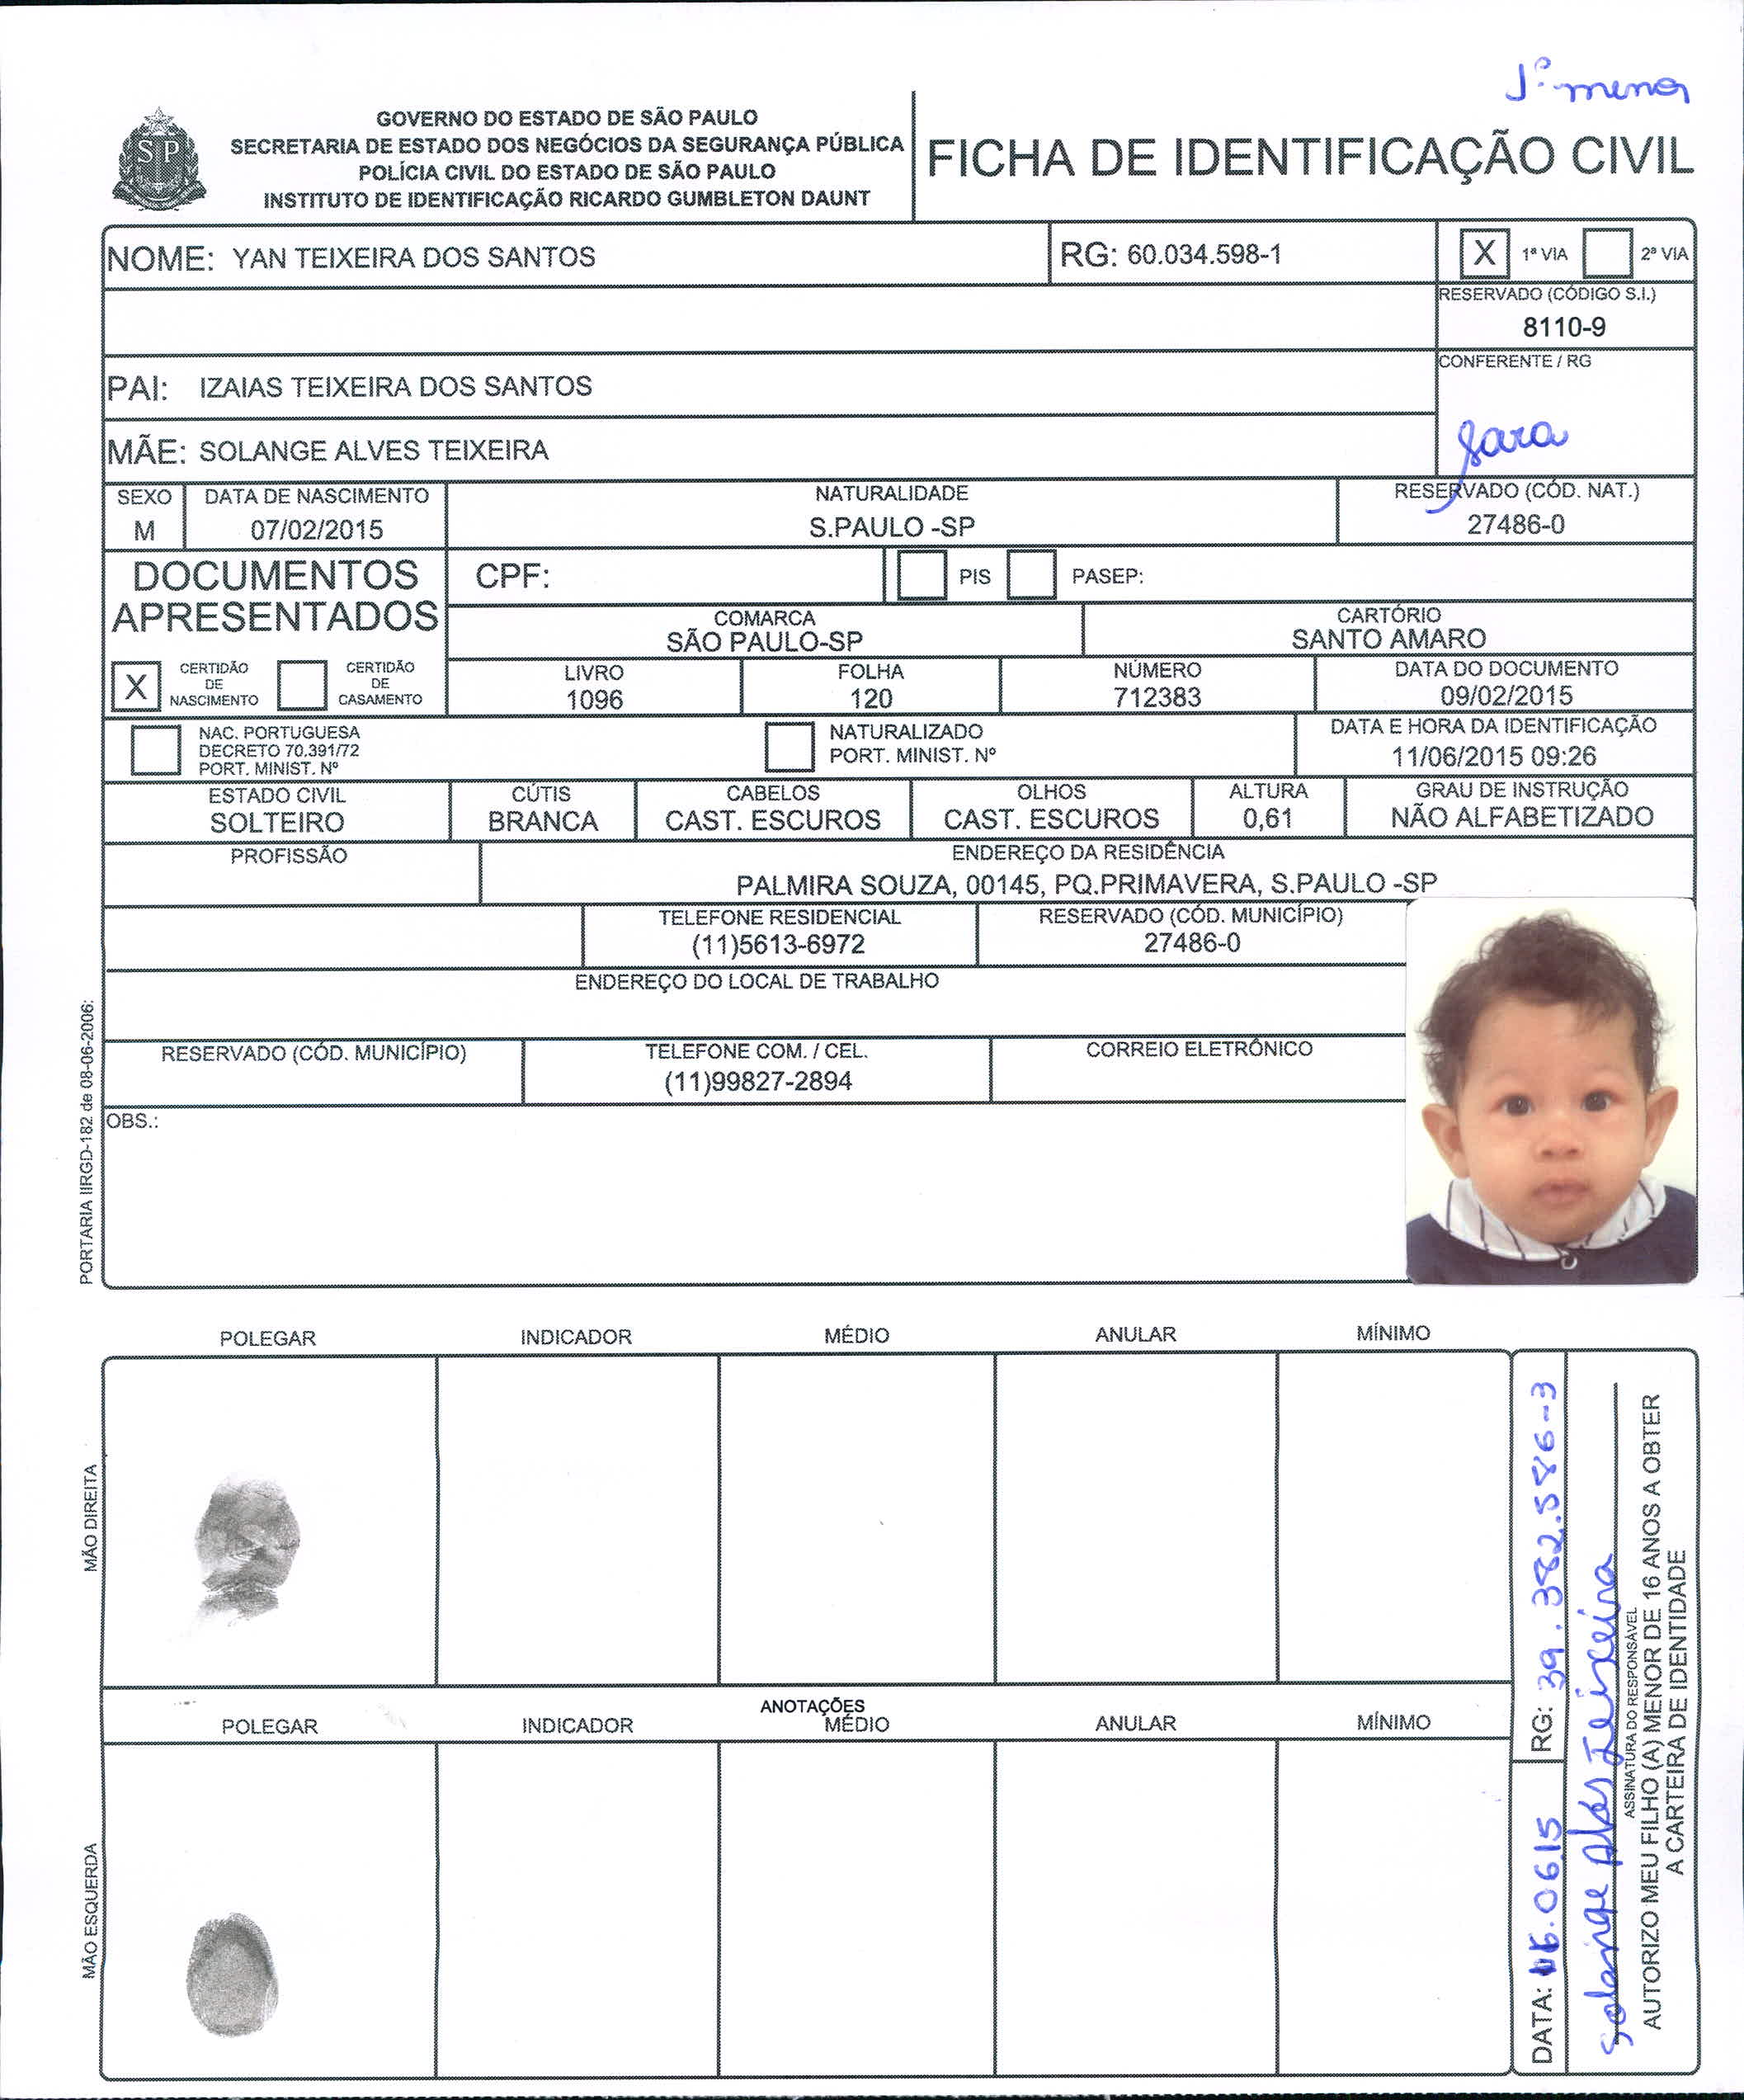 Jº menor
GOVERNO DO ESTADO DE SÃO PAULO
SECRETARIA DE ESTADO DOS NEGÓCIOS DA SEGURANÇA PÚBLICA
POLÍCIA CIVIL DO ESTADO DE SÃO PAULO
INSTITUTO DE IDENTIFICAÇÃO RICARDO GUMBLETON DAUNT
SP
FICHA DE IDENTIFICAÇÃO CIVIL
NOME: YAN TEIXEIRA DOS SANTOS
RG: 60.034.598-1
X 1ª VIA 2ª VIA
RESERVADO (CÓDIGO S.I.)
8110-9
PAI: IZAIAS TEIXEIRA DOS SANTOS
CONFERENTE / RG
Sara
MÃE: SOLANGE ALVES TEIXEIRA
SEXO
M
DATA DE NASCIMENTO
07/02/2015
NATURALIDADE
S.PAULO -SP
RESERVADO (CÓD. NAT.)
27486-0
DOCUMENTOS
APRESENTADOS
CPF:
PIS
PASEP:
COMARCA
SÃO PAULO-SP
CARTÓRIO
SANTO AMARO
X
CERTIDÃO
DE
NASCIMENTO
CERTIDÃO
DE
CASAMENTO
LIVRO
1096
FOLHA
120
NÚMERO
712383
DATA DO DOCUMENTO
09/02/2015
NAC. PORTUGUESA
DECRETO 70.391/72
PORT. MINIST. Nº
NATURALIZADO
PORT. MINIST. Nº
DATA E HORA DA IDENTIFICAÇÃO
11/06/2015 09:26
ESTADO CIVIL
SOLTEIRO
CÚTIS
BRANCA
CABELOS
CAST. ESCUROS
OLHOS
CAST. ESCUROS
ALTURA
0,61
GRAU DE INSTRUÇÃO
NÃO ALFABETIZADO
PROFISSÃO
ENDEREÇO DA RESIDÊNCIA
PALMIRA SOUZA, 00145, PQ.PRIMAVERA, S.PAULO -SP
TELEFONE RESIDENCIAL
(11)5613-6972
RESERVADO (CÓD. MUNICÍPIO)
27486-0
ENDEREÇO DO LOCAL DE TRABALHO
RESERVADO (CÓD. MUNICÍPIO)
TELEFONE COM. / CEL.
(11)99827-2894
CORREIO ELETRÔNICO
OBS.:
PORTARIA IIRGD-182 de 08-06-2006:
POLEGAR INDICADOR MÉDIO ANULAR MÍNIMO
MÃO DIREITA
ANOTAÇÕES
POLEGAR INDICADOR MÉDIO ANULAR MÍNIMO
MÃO ESQUERDA
DATA: 0615 RG: 39.382.586-3
Solange Alves Teixeira
ASSINATURA DO RESPONSÁVEL
AUTORIZO MEU FILHO (A) MENOR DE 16 ANOS A OBTER
A CARTEIRA DE IDENTIDADE